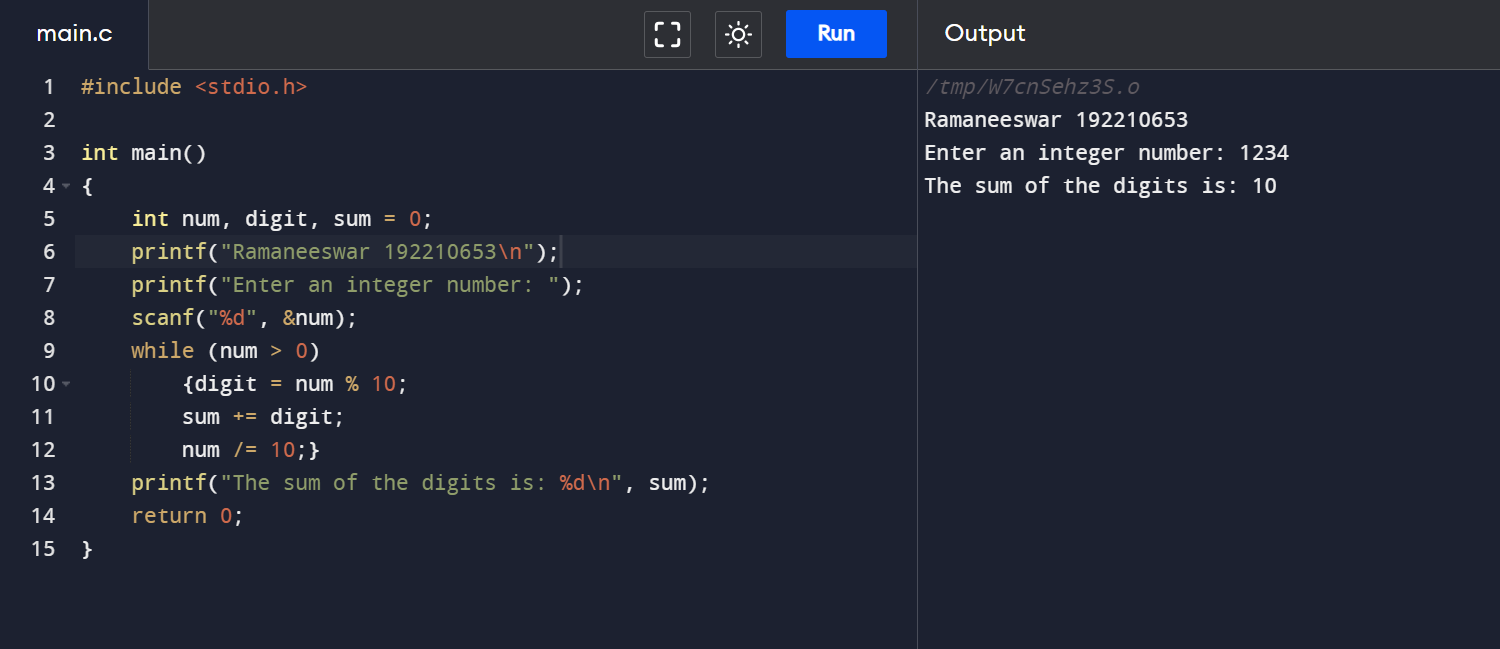 main.c
Run
Output
1 #include <stdio.h>
2
3 int main()
4 {
5     int num, digit, sum = 0;
6     printf("Ramaneeswar 192210653\n");
7     printf("Enter an integer number: ");
8     scanf("%d", &num);
9     while (num > 0)
10         {digit = num % 10;
11         sum += digit;
12         num /= 10;}
13     printf("The sum of the digits is: %d\n", sum);
14     return 0;
15 }
/tmp/W7cnSehz3S.o
Ramaneeswar 192210653
Enter an integer number: 1234
The sum of the digits is: 10